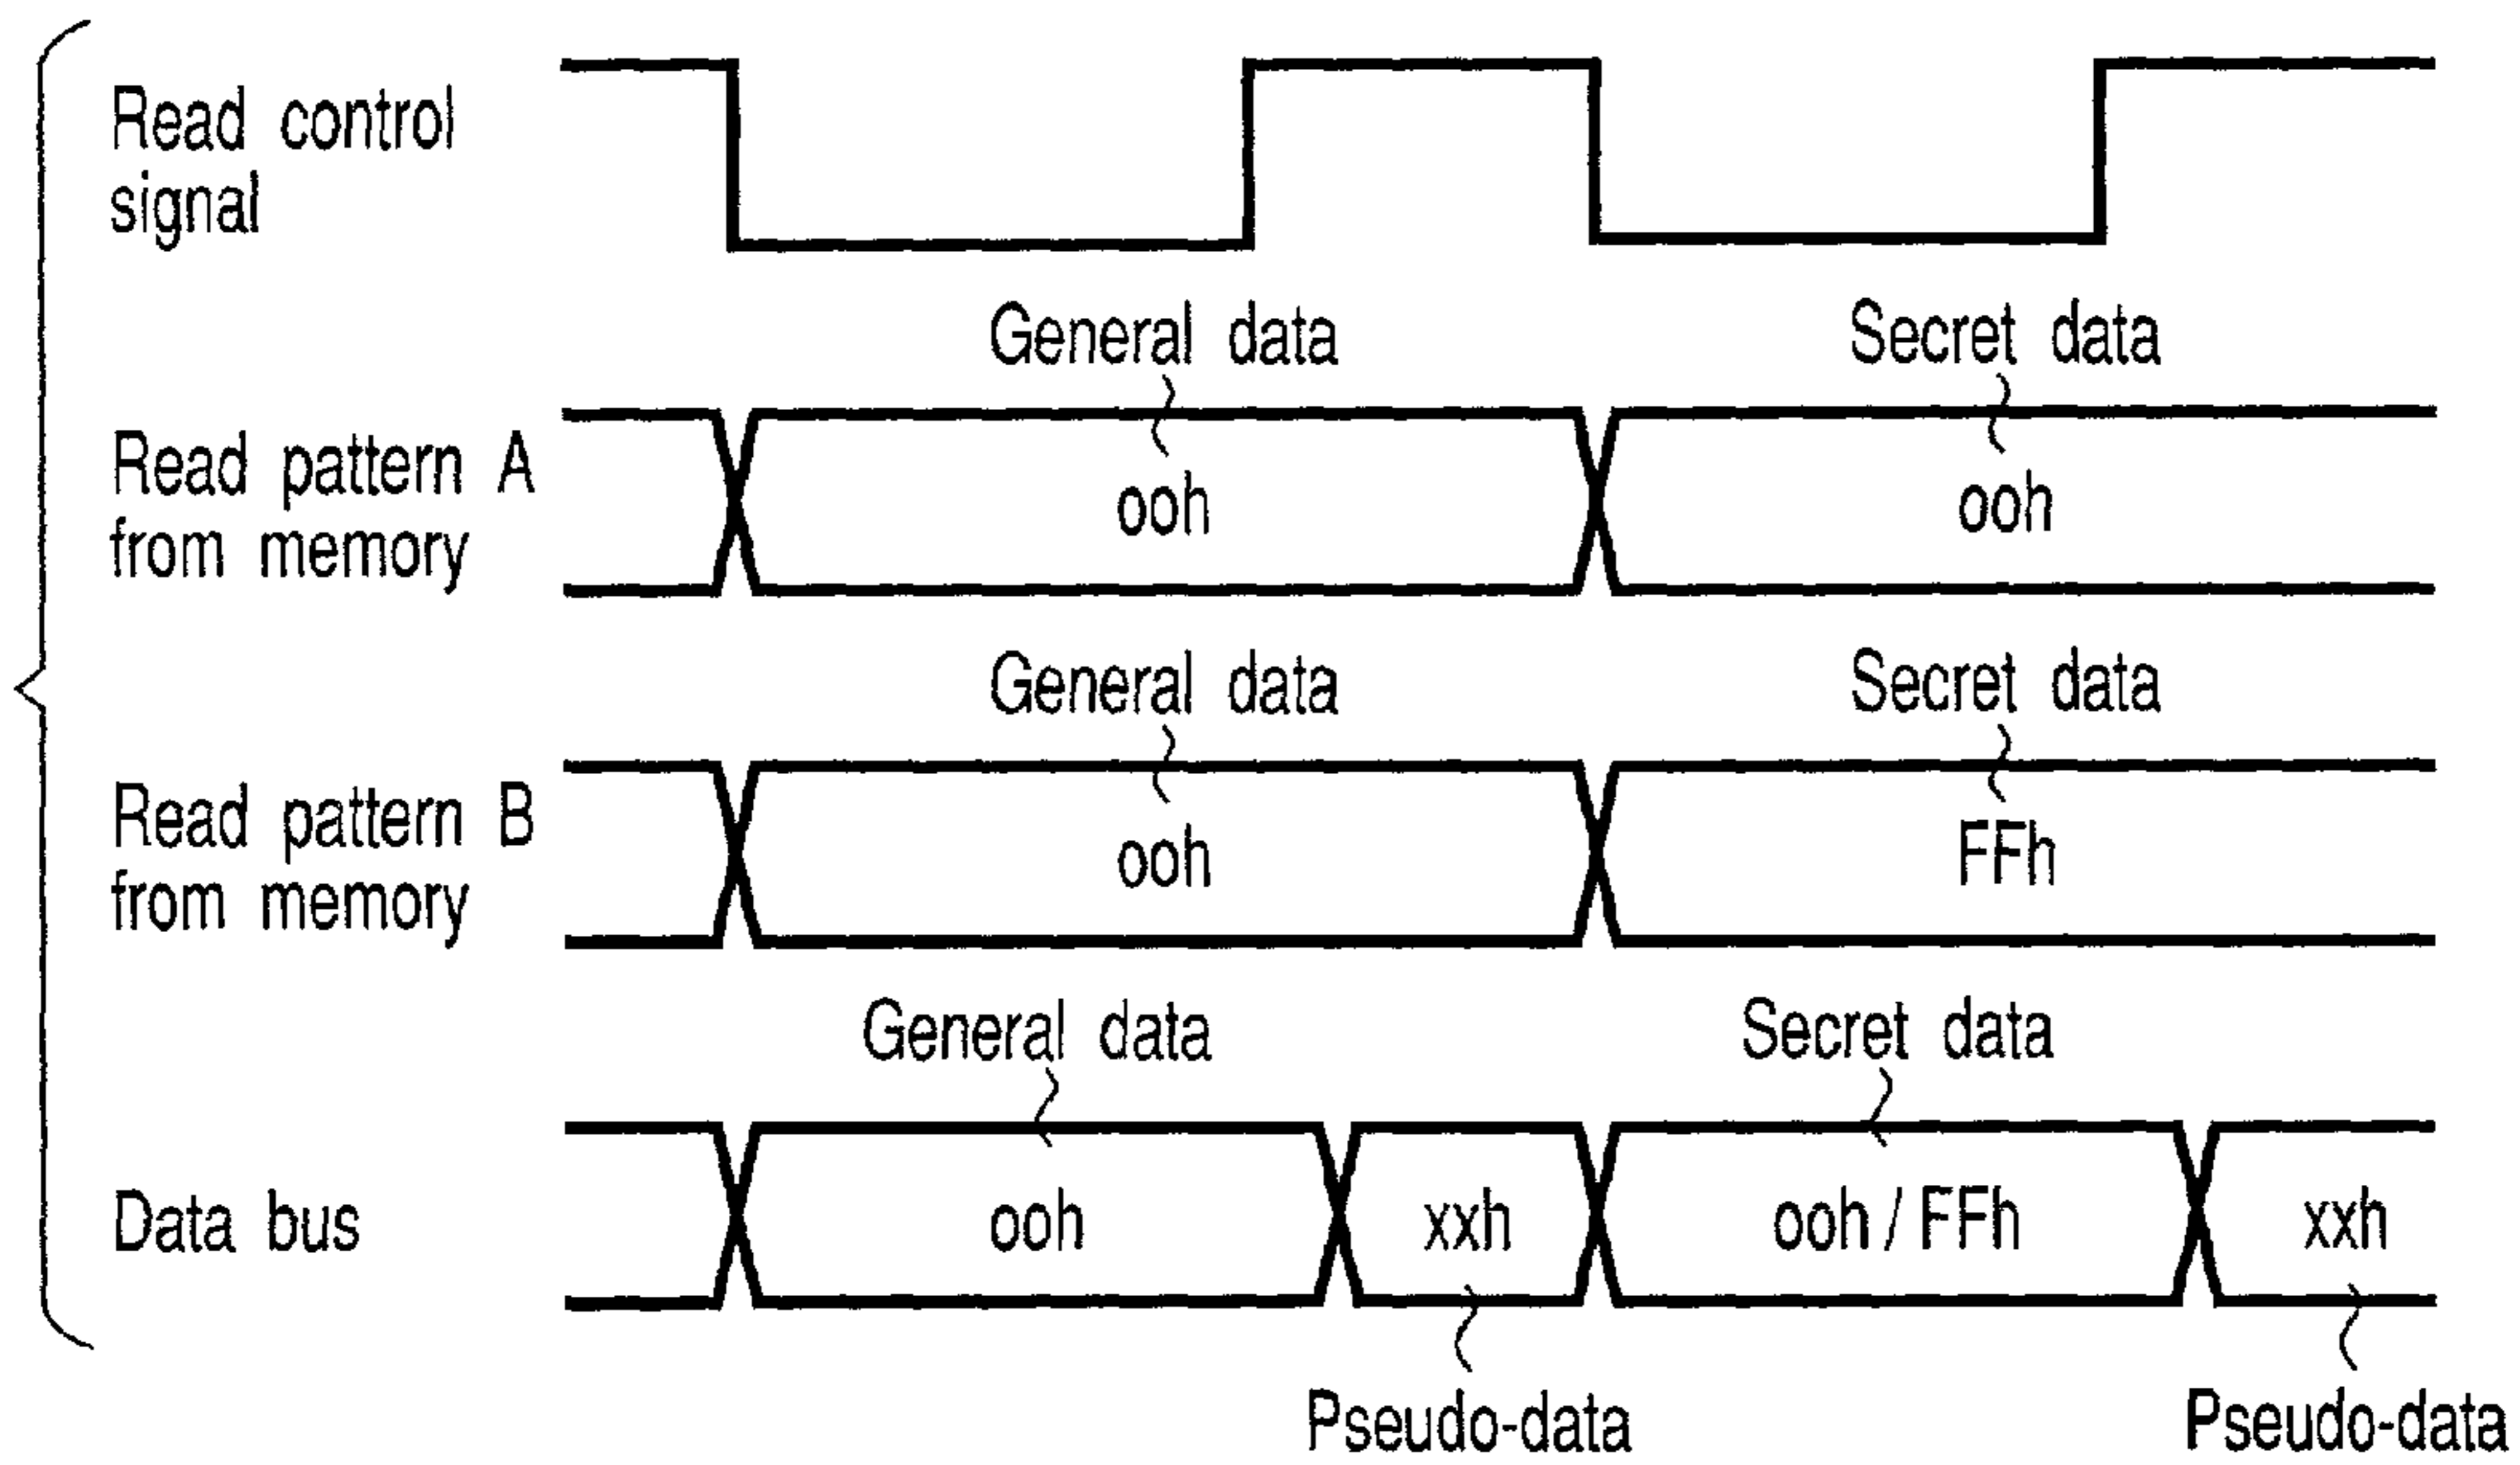 Read control
signal
General data
Secret data
Read pattern A
from memory
ooh
ooh
General data
Secret data
Read pattern B
from memory
ooh
FFh
General data
Secret data
Data bus
ooh
xxh
ooh / FFh
xxh
Pseudo-data
Pseudo-data